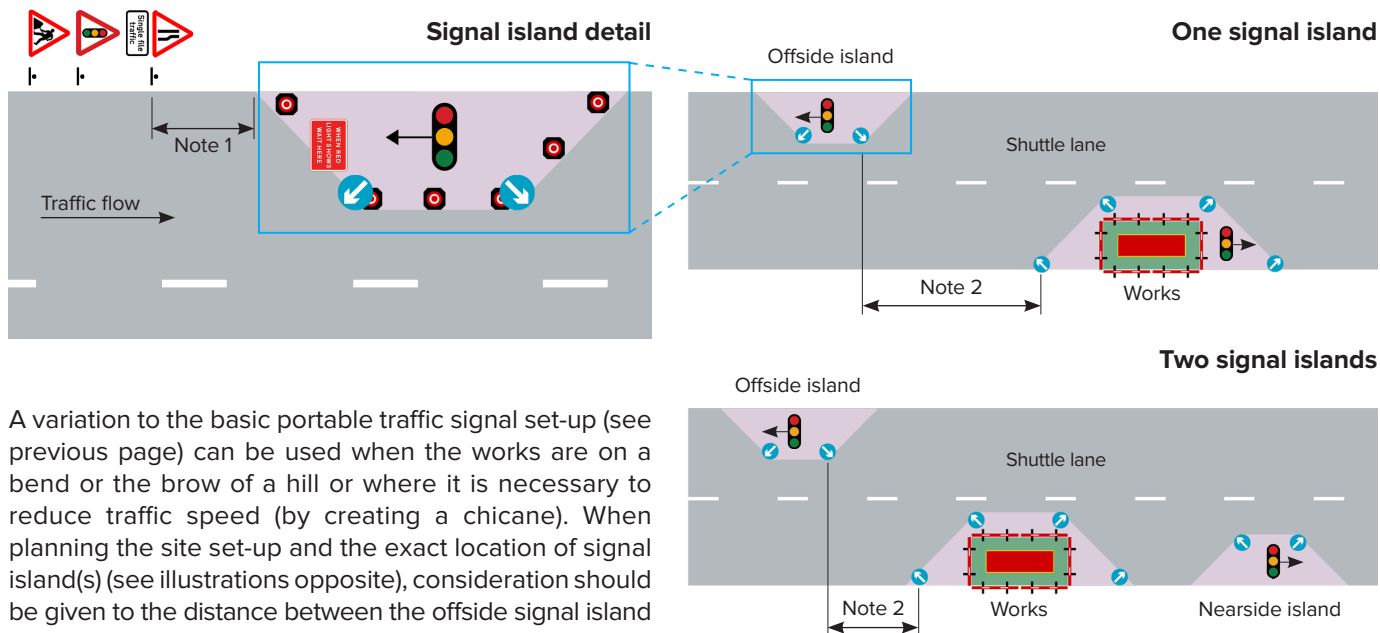 Single file
traffic
Signal island detail
Note 1
WHEN RED
LIGHT SHOWS
WAIT HERE
Traffic flow
One signal island
Offside island
Shuttle lane
Note 2
Works
A variation to the basic portable traffic signal set-up (see
previous page) can be used when the works are on a
bend or the brow of a hill or where it is necessary to
reduce traffic speed (by creating a chicane). When
planning the site set-up and the exact location of signal
island(s) (see illustrations opposite), consideration should
be given to the distance between the offside signal island
Two signal islands
Offside island
Shuttle lane
Note 2
Works
Nearside island